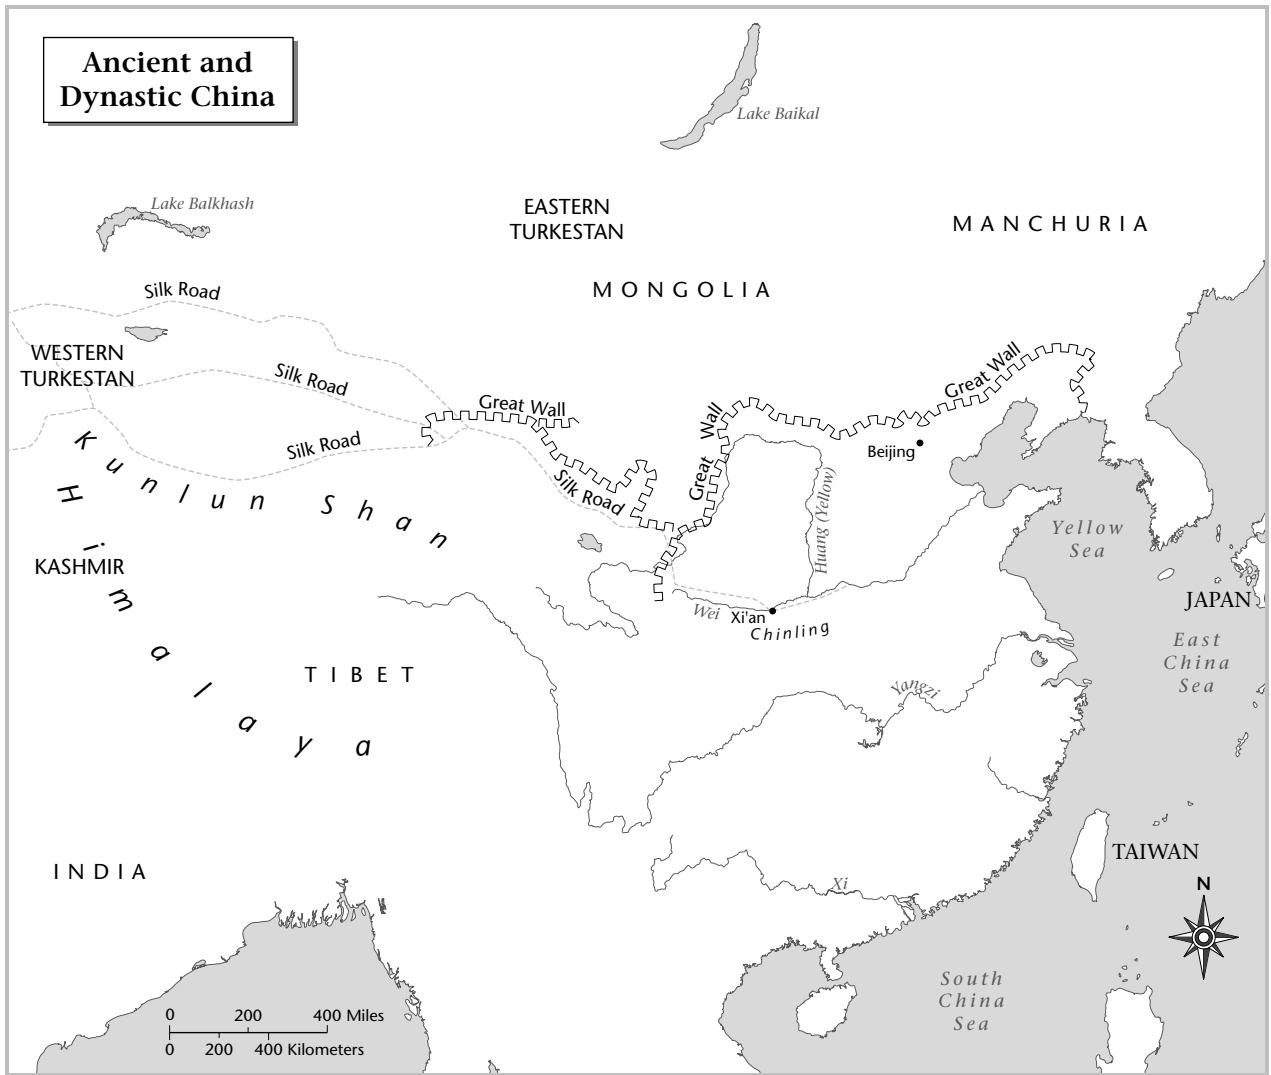 Ancient and
Dynastic China
Lake Baikal
Lake Balkhash
EASTERN
TURKESTAN
MANCHURIA
MONGOLIA
Silk Road
WESTERN
TURKESTAN
Silk Road
Great Wall
Great Wall
Great Wall
Silk Road
Beijing
Kunlun Shan
Silk Road
Huang (Yellow)
Yellow
Sea
Himalaya
KASHMIR
JAPAN
Wei
Xi'an
Chinling
East
China
Sea
TIBET
Yangzi
TAIWAN
INDIA
Xi
N
South
China
Sea
0 200 400 Miles
0 200 400 Kilometers